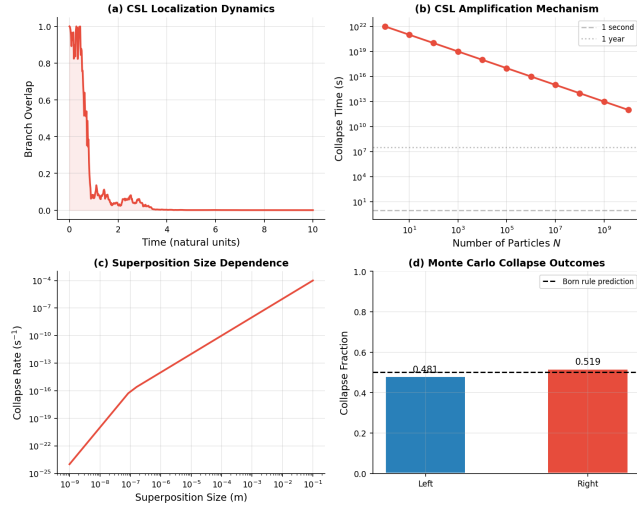 (a) CSL Localization Dynamics
1.0
0.8
0.6
0.4
0.2
0.0
Branch Overlap
0 2 4 6 8 10
Time (natural units)
(b) CSL Amplification Mechanism
10²²
10¹⁹
10¹⁶
10¹³
10¹⁰
10⁷
10⁴
10¹
Collapse Time (s)
1 second
1 year
10¹ 10³ 10⁵ 10⁷ 10⁹
Number of Particles N
(c) Superposition Size Dependence
10⁻⁴
10⁻⁷
10⁻¹⁰
10⁻¹³
10⁻¹⁶
10⁻¹⁹
10⁻²²
10⁻²⁵
Collapse Rate (s⁻¹)
10⁻⁹ 10⁻⁸ 10⁻⁷ 10⁻⁶ 10⁻⁵ 10⁻⁴ 10⁻³ 10⁻² 10⁻¹
Superposition Size (m)
(d) Monte Carlo Collapse Outcomes
1.0
0.8
0.6
0.4
0.2
0.0
Collapse Fraction
Born rule prediction
0.481
0.519
Left Right